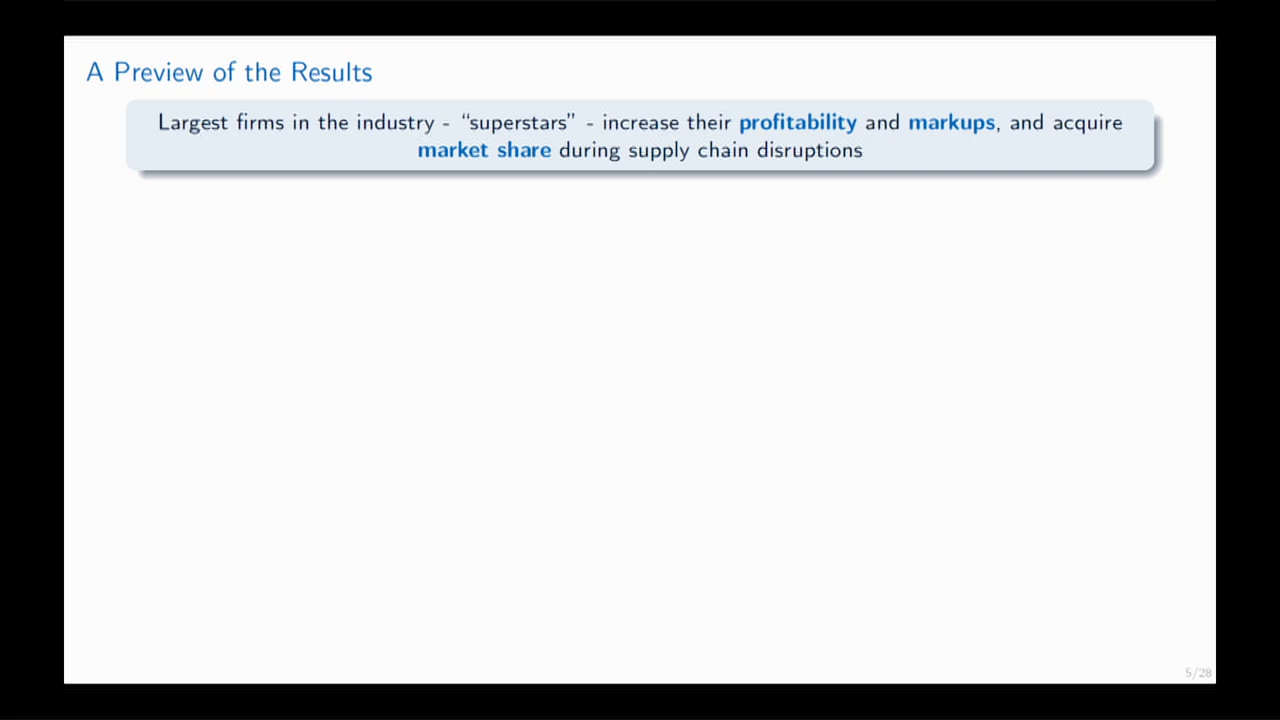 A Preview of the Results
Largest firms in the industry - “superstars” - increase their profitability and markups, and acquire
market share during supply chain disruptions
5/28